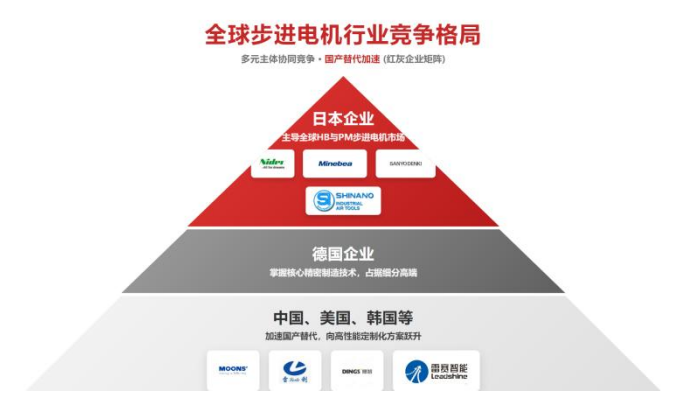 全球步进电机行业竞争格局
多元主体协同竞争·国产替代加速 (红灰企业矩阵)
日本企业
主导全球HB与PM步进电机市场
Nidec
Minebea
SANYO DENKI
SHINANO
INDUSTRIAL
AIR TOOLS
德国企业
掌握核心精密制造技术，占据细分高端
中国、美国、韩国等
加速国产替代，向高性能定制化方案跃升
MOONS'
DINGS
雷赛智能
Leadshine